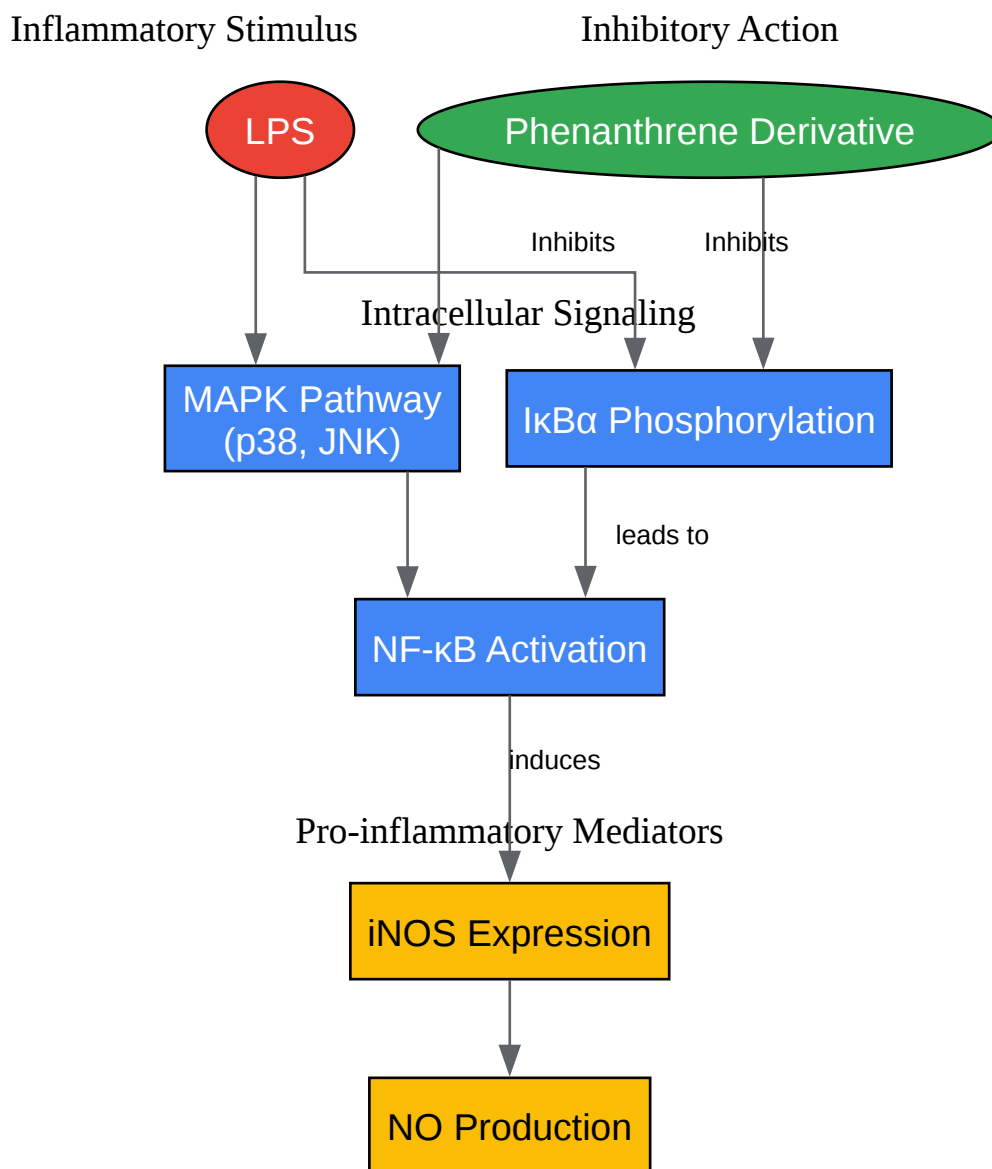 Inflammatory Stimulus
Inhibitory Action
LPS
Phenanthrene Derivative
Inhibits
Inhibits
Intracellular Signaling
MAPK Pathway
(p38, JNK)
IκBα Phosphorylation
leads to
NF-κB Activation
induces
Pro-inflammatory Mediators
iNOS Expression
NO Production